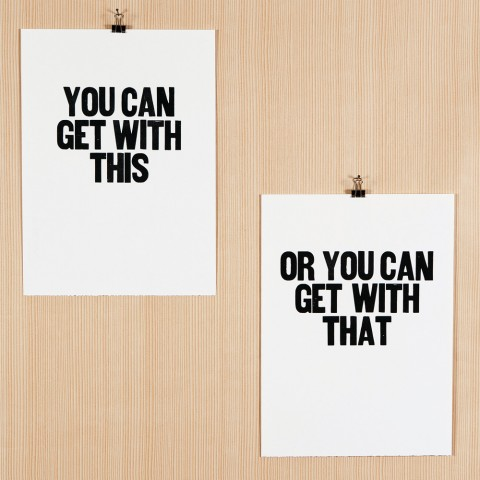 YOU CAN
GET WITH
THIS
OR YOU CAN
GET WITH
THAT